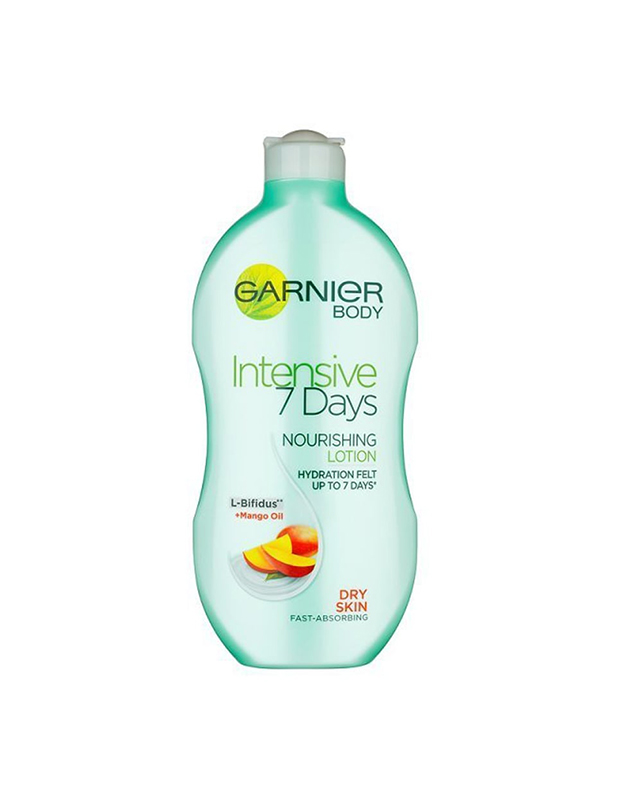 GARNIER
BODY
Intensive
7 Days
NOURISHING
LOTION
HYDRATION FELT
UP TO 7 DAYS*
L-Bifidus**
+Mango Oil
DRY
SKIN
FAST-ABSORBING